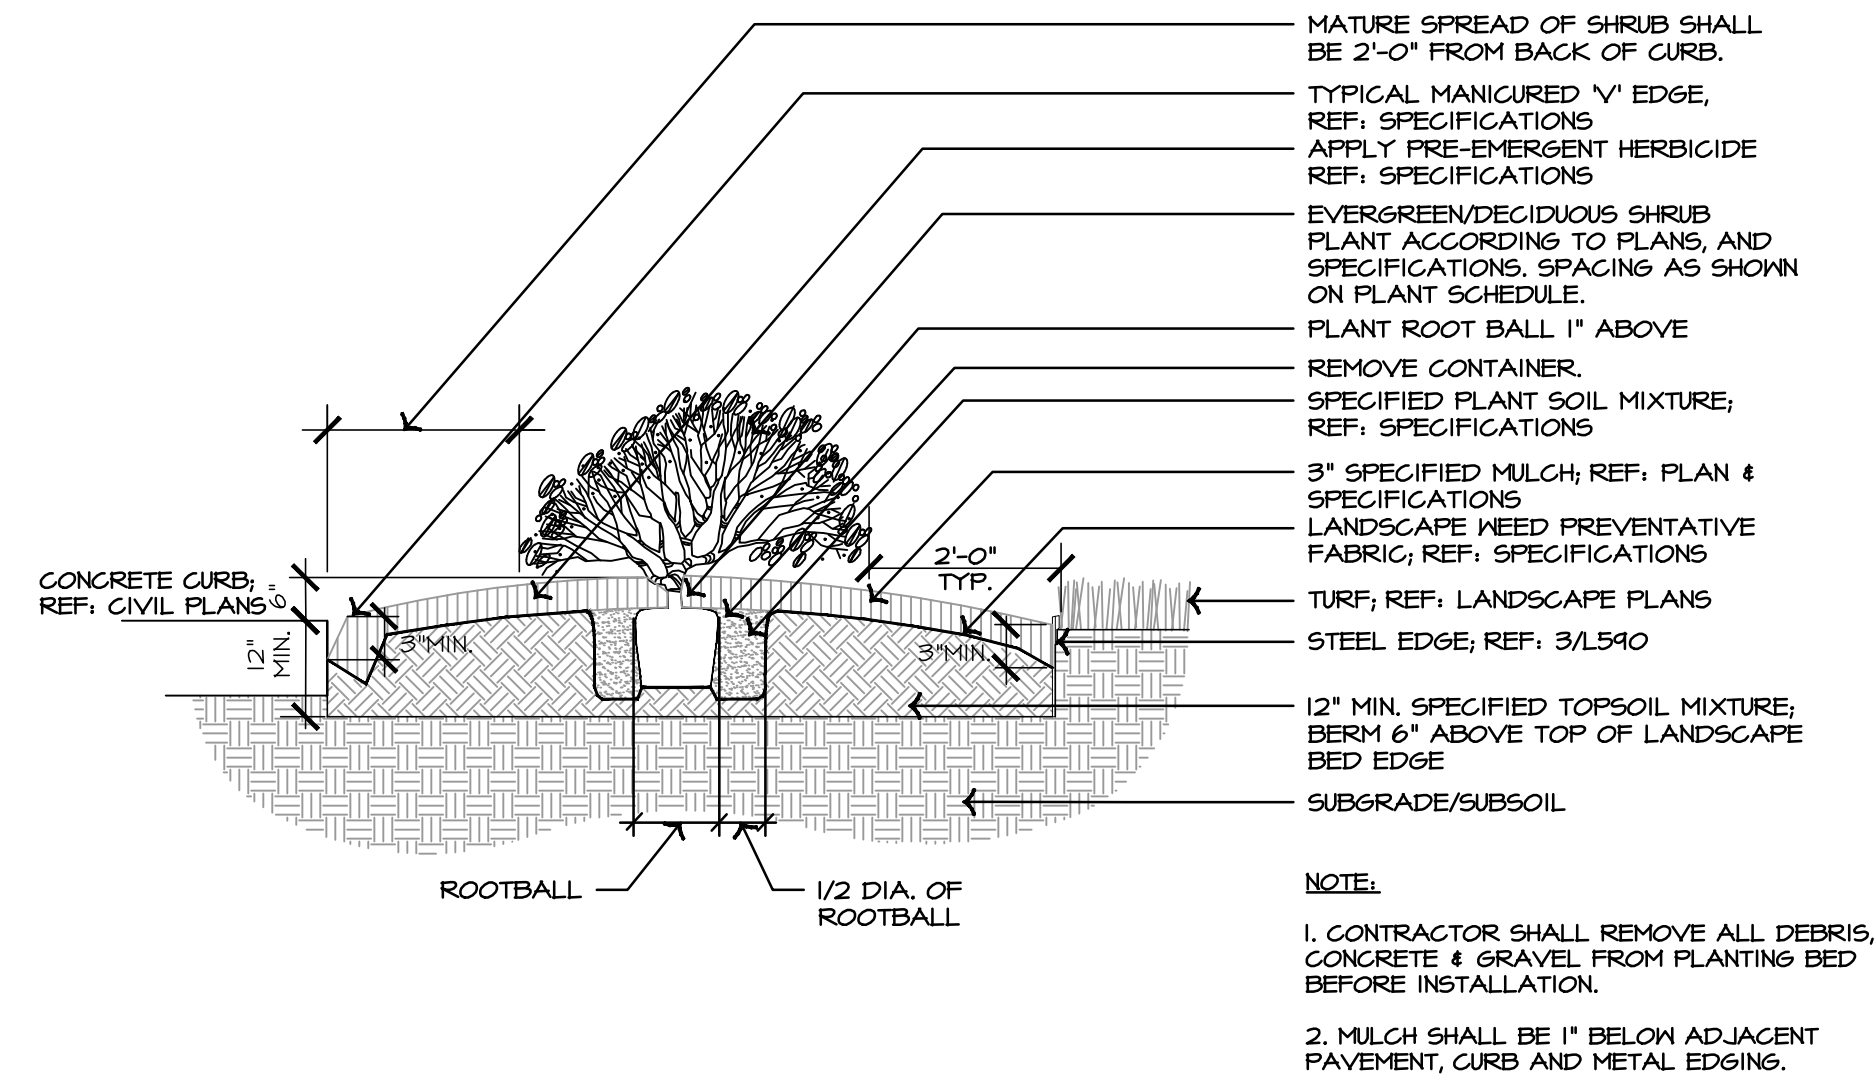 MATURE SPREAD OF SHRUB SHALL
BE 2'-0" FROM BACK OF CURB.
TYPICAL MANICURED 'V' EDGE,
REF: SPECIFICATIONS
APPLY PRE-EMERGENT HERBICIDE
REF: SPECIFICATIONS
EVERGREEN/DECIDUOUS SHRUB
PLANT ACCORDING TO PLANS, AND
SPECIFICATIONS. SPACING AS SHOWN
ON PLANT SCHEDULE.
PLANT ROOT BALL 1" ABOVE
REMOVE CONTAINER.
SPECIFIED PLANT SOIL MIXTURE;
REF: SPECIFICATIONS
3" SPECIFIED MULCH; REF: PLAN &
SPECIFICATIONS
LANDSCAPE WEED PREVENTATIVE
FABRIC; REF: SPECIFICATIONS
TURF; REF: LANDSCAPE PLANS
STEEL EDGE; REF: 3/L590
12" MIN. SPECIFIED TOPSOIL MIXTURE;
BERM 6" ABOVE TOP OF LANDSCAPE
BED EDGE
SUBGRADE/SUBSOIL
CONCRETE CURB;
REF: CIVIL PLANS
6"
12"
MIN.
3"MIN.
2'-0"
TYP.
3"MIN.
ROOTBALL
1/2 DIA. OF
ROOTBALL
NOTE:
1. CONTRACTOR SHALL REMOVE ALL DEBRIS,
CONCRETE & GRAVEL FROM PLANTING BED
BEFORE INSTALLATION.
2. MULCH SHALL BE 1" BELOW ADJACENT
PAVEMENT, CURB AND METAL EDGING.